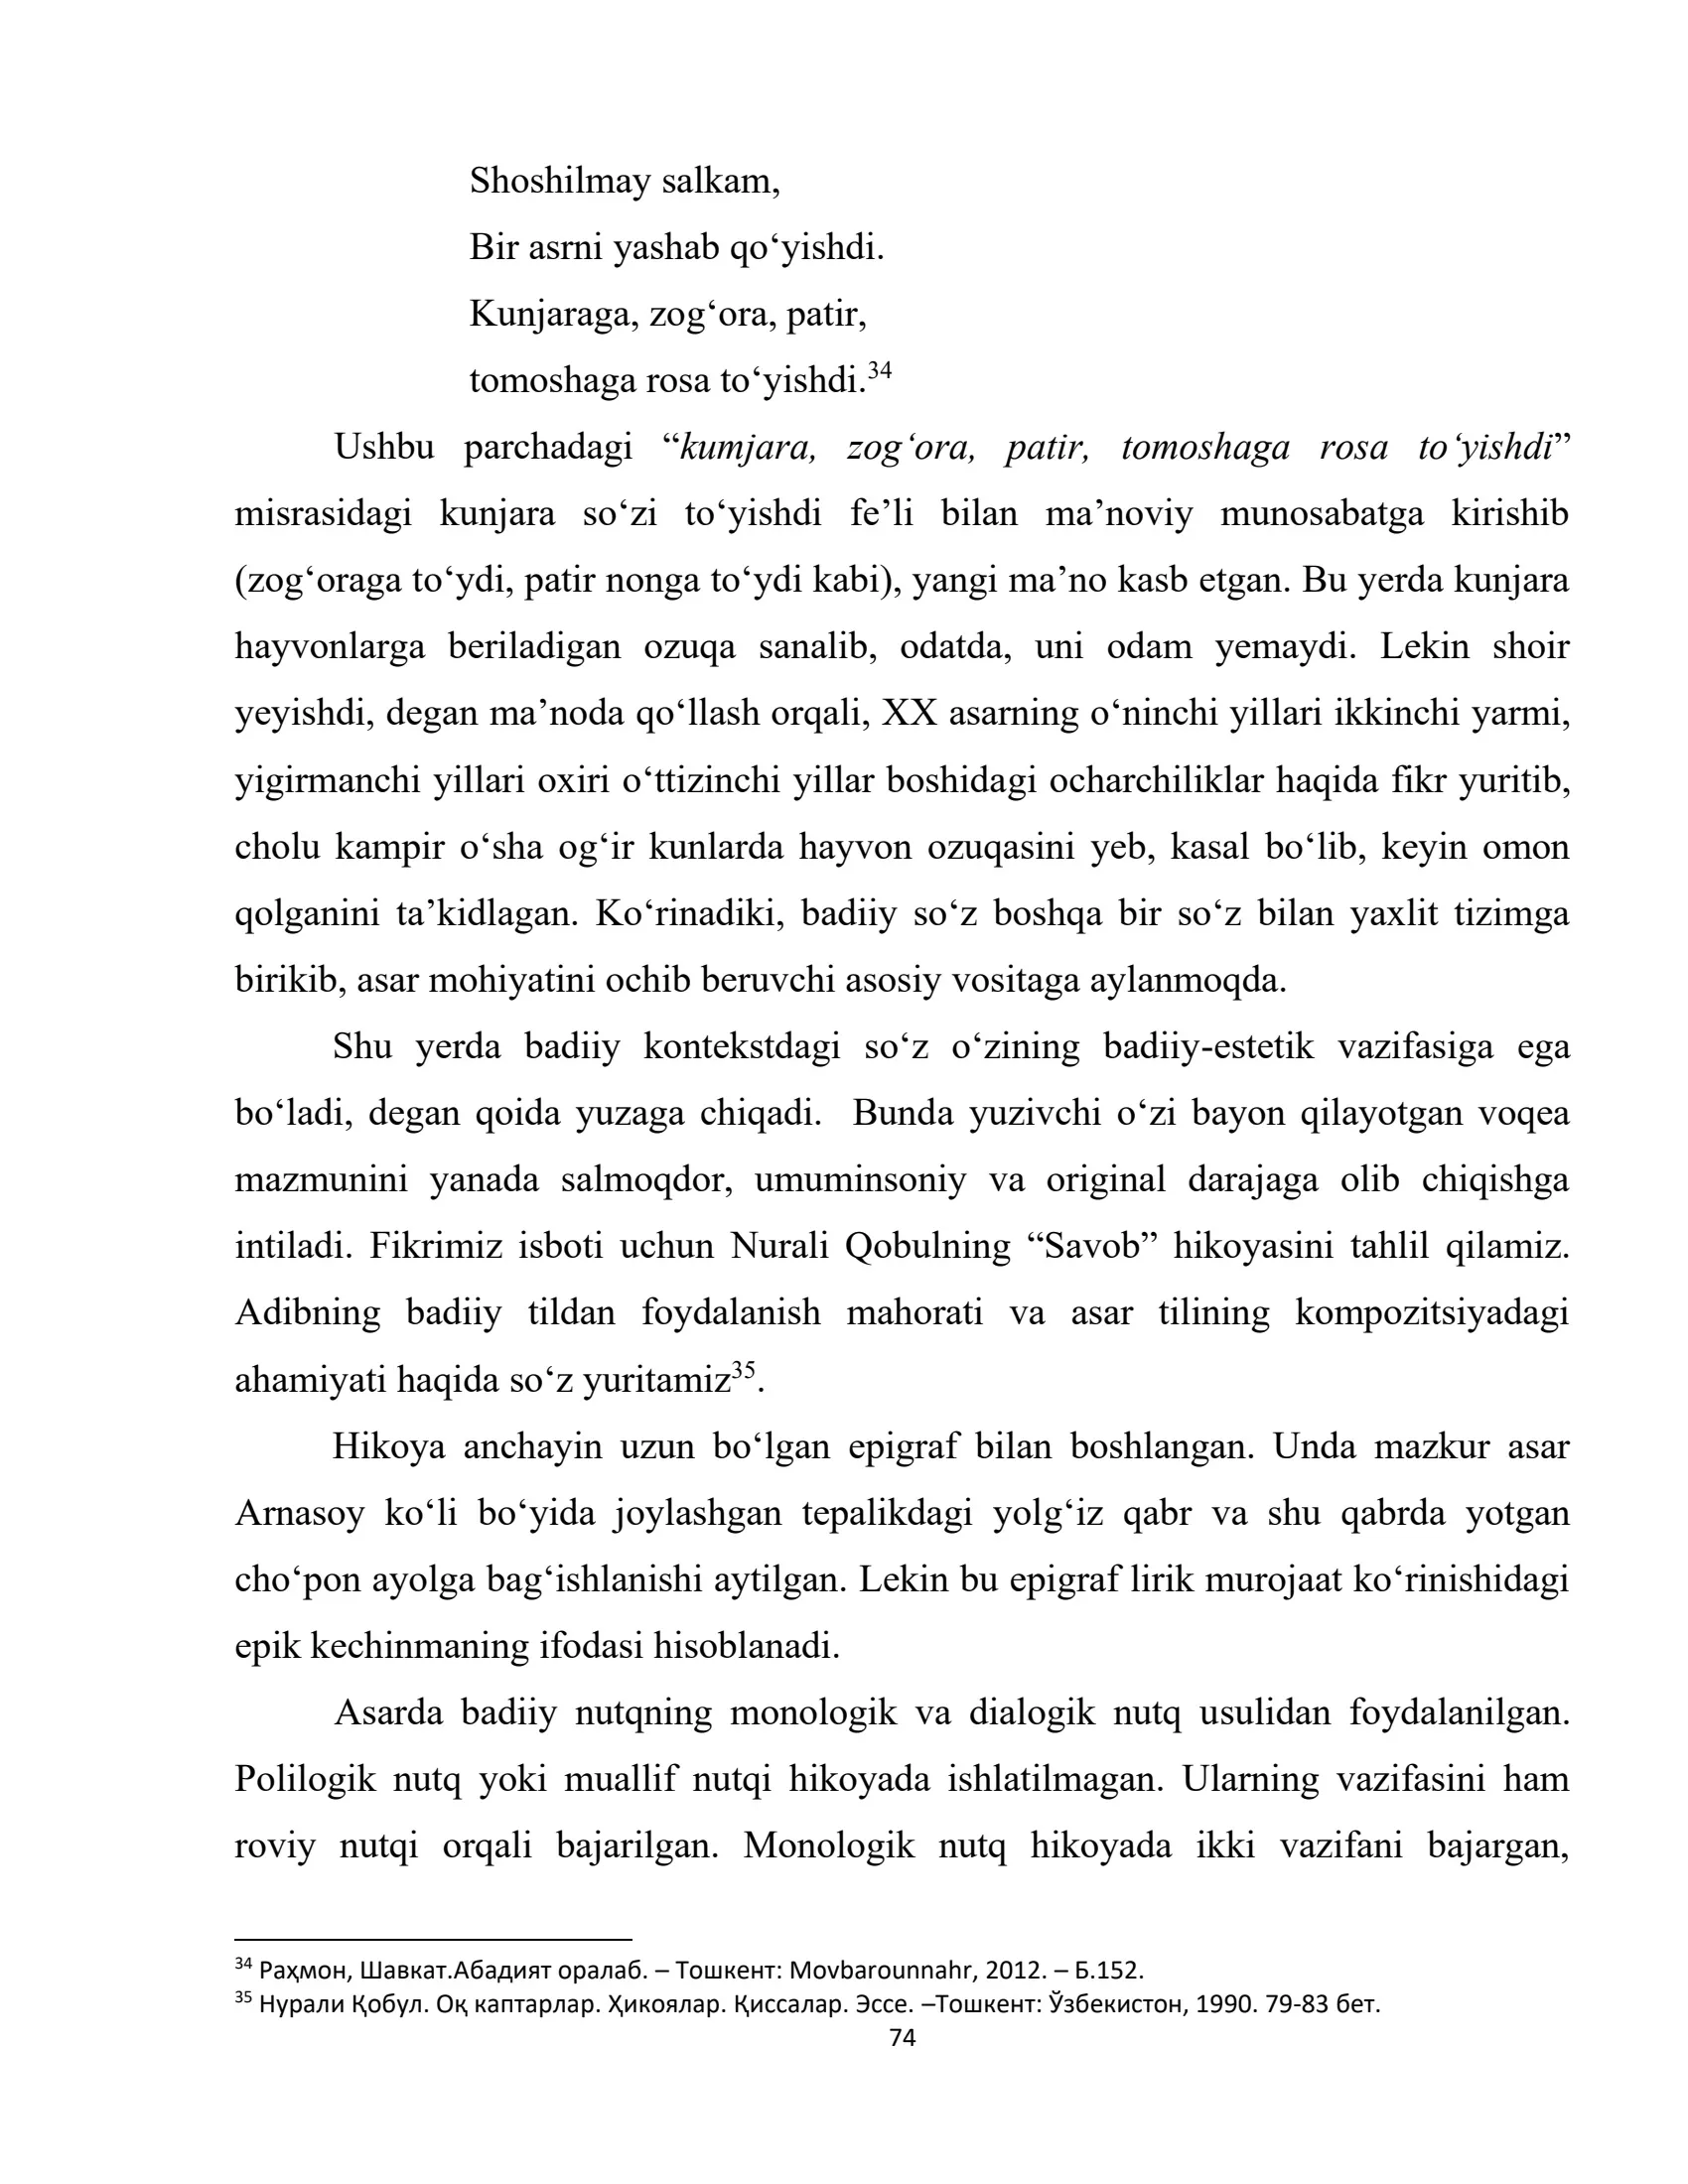 Shoshilmay salkam,
Bir asrni yashab qo‘yishdi.
Kunjaraga, zog‘ora, patir,
tomoshaga rosa to‘yishdi.34
Ushbu parchadagi “kumjara, zog‘ora, patir, tomoshaga rosa to‘yishdi”
misrasidagi kunjara so‘zi to‘yishdi fe’li bilan ma’noviy munosabatga kirishib
(zog‘oraga to‘ydi, patir nonga to‘ydi kabi), yangi ma’no kasb etgan. Bu yerda kunjara
hayvonlarga beriladigan ozuqa sanalib, odatda, uni odam yemaydi. Lekin shoir
yeyishdi, degan ma’noda qo‘llash orqali, XX asarning o‘ninchi yillari ikkinchi yarmi,
yigirmanchi yillari oxiri o‘ttizinchi yillar boshidagi ocharchiliklar haqida fikr yuritib,
cholu kampir o‘sha og‘ir kunlarda hayvon ozuqasini yeb, kasal bo‘lib, keyin omon
qolganini ta’kidlagan. Ko‘rinadiki, badiiy so‘z boshqa bir so‘z bilan yaxlit tizimga
birikib, asar mohiyatini ochib beruvchi asosiy vositaga aylanmoqda.
Shu yerda badiiy kontekstdagi so‘z o‘zining badiiy-estetik vazifasiga ega
bo‘ladi, degan qoida yuzaga chiqadi. Bunda yuzivchi o‘zi bayon qilayotgan voqea
mazmunini yanada salmoqdor, umuminsoniy va original darajaga olib chiqishga
intiladi. Fikrimiz isboti uchun Nurali Qobulning “Savob” hikoyasini tahlil qilamiz.
Adibning badiiy tildan foydalanish mahorati va asar tilining kompozitsiyadagi
ahamiyati haqida so‘z yuritamiz35.
Hikoya anchayin uzun bo‘lgan epigraf bilan boshlangan. Unda mazkur asar
Arnasoy ko‘li bo‘yida joylashgan tepalikdagi yolg‘iz qabr va shu qabrda yotgan
cho‘pon ayolga bag‘ishlanishi aytilgan. Lekin bu epigraf lirik murojaat ko‘rinishidagi
epik kechinmaning ifodasi hisoblanadi.
Asarda badiiy nutqning monologik va dialogik nutq usulidan foydalanilgan.
Polilogik nutq yoki muallif nutqi hikoyada ishlatilmagan. Ularning vazifasini ham
roviy nutqi orqali bajarilgan. Monologik nutq hikoyada ikki vazifani bajargan,
34 Раҳмон, Шавкат.Абадият оралаб. – Тошкент: Movbarounnahr, 2012. – Б.152.
35 Нурали Қобул. Оқ каптарлар. Ҳикоялар. Қиссалар. Эссе. –Тошкент: Ўзбекистон, 1990. 79-83 бет.
74